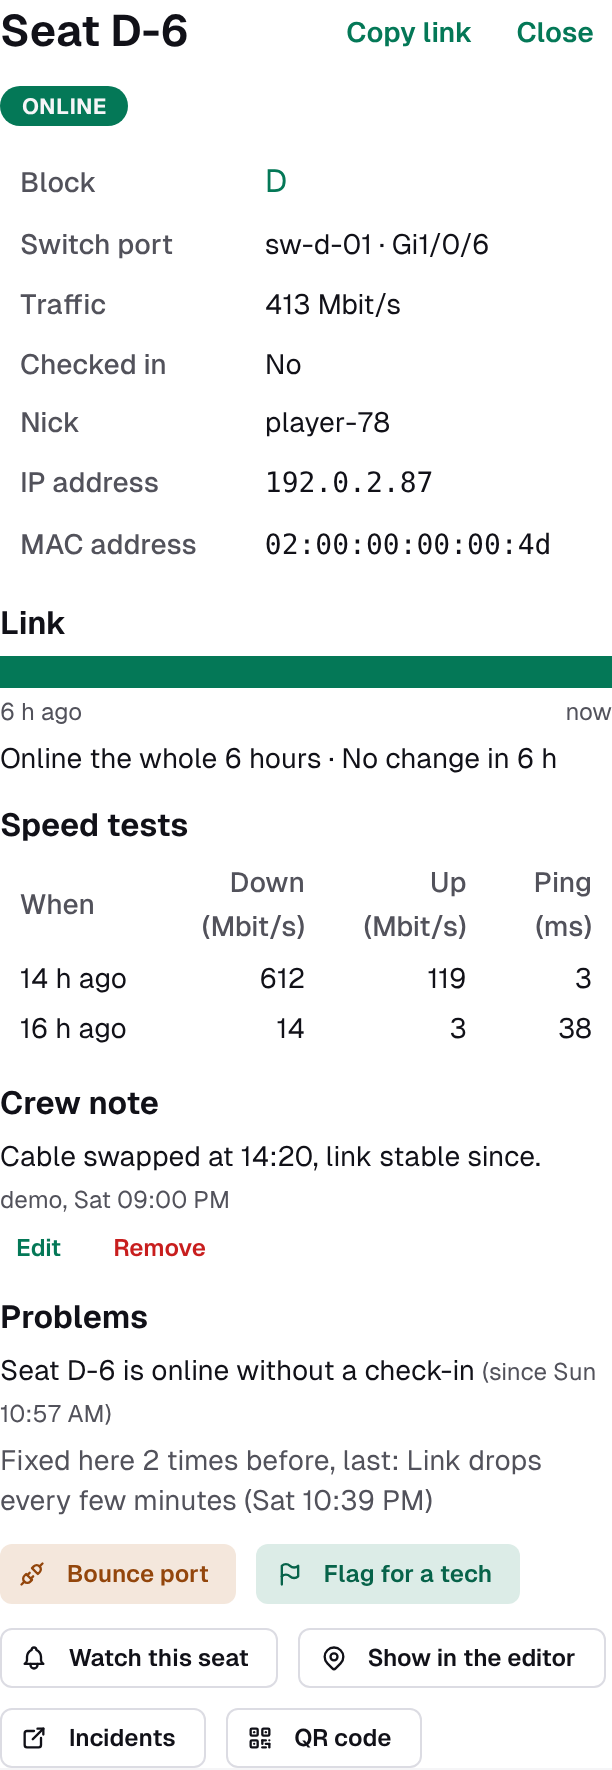 Seat D-6 Copy link Close
ONLINE
Block D
Switch port sw-d-01 · Gi1/0/6
Traffic 413 Mbit/s
Checked in No
Nick player-78
IP address 192.0.2.87
MAC address 02:00:00:00:00:4d
Link
6 h ago now
Online the whole 6 hours · No change in 6 h
Speed tests
When Down (Mbit/s) Up (Mbit/s) Ping (ms)
14 h ago 612 119 3
16 h ago 14 3 38
Crew note
Cable swapped at 14:20, link stable since.
demo, Sat 09:00 PM
Edit Remove
Problems
Seat D-6 is online without a check-in (since Sun
10:57 AM)
Fixed here 2 times before, last: Link drops
every few minutes (Sat 10:39 PM)
Bounce port Flag for a tech
Watch this seat Show in the editor
Incidents QR code